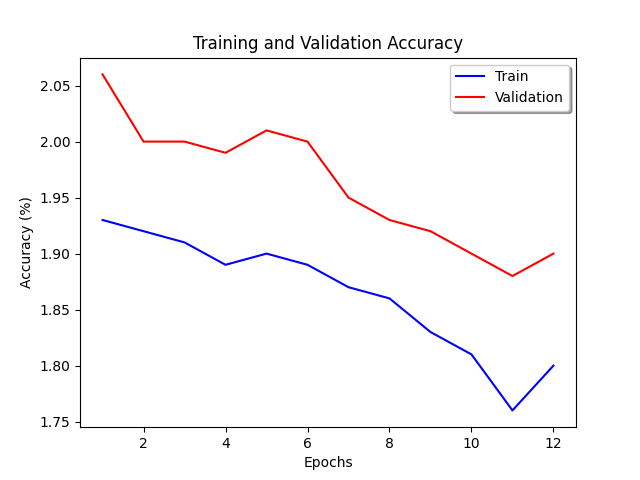 Training and Validation Accuracy
Train
Validation
2.05
2.00
1.95
1.90
1.85
1.80
1.75
Accuracy (%)
2 4 6 8 10 12
Epochs